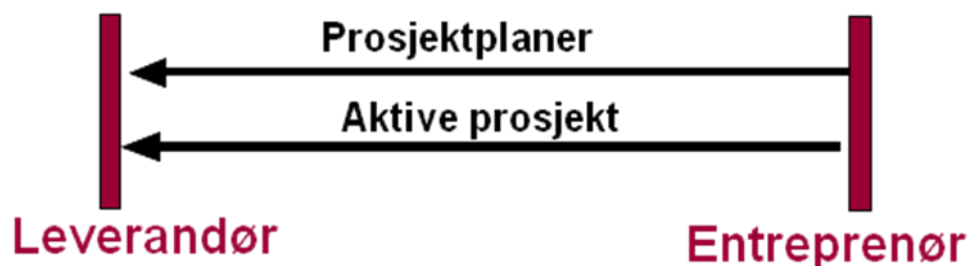 Prosjektplaner
Aktive prosjekt
Leverandør
Entreprenør